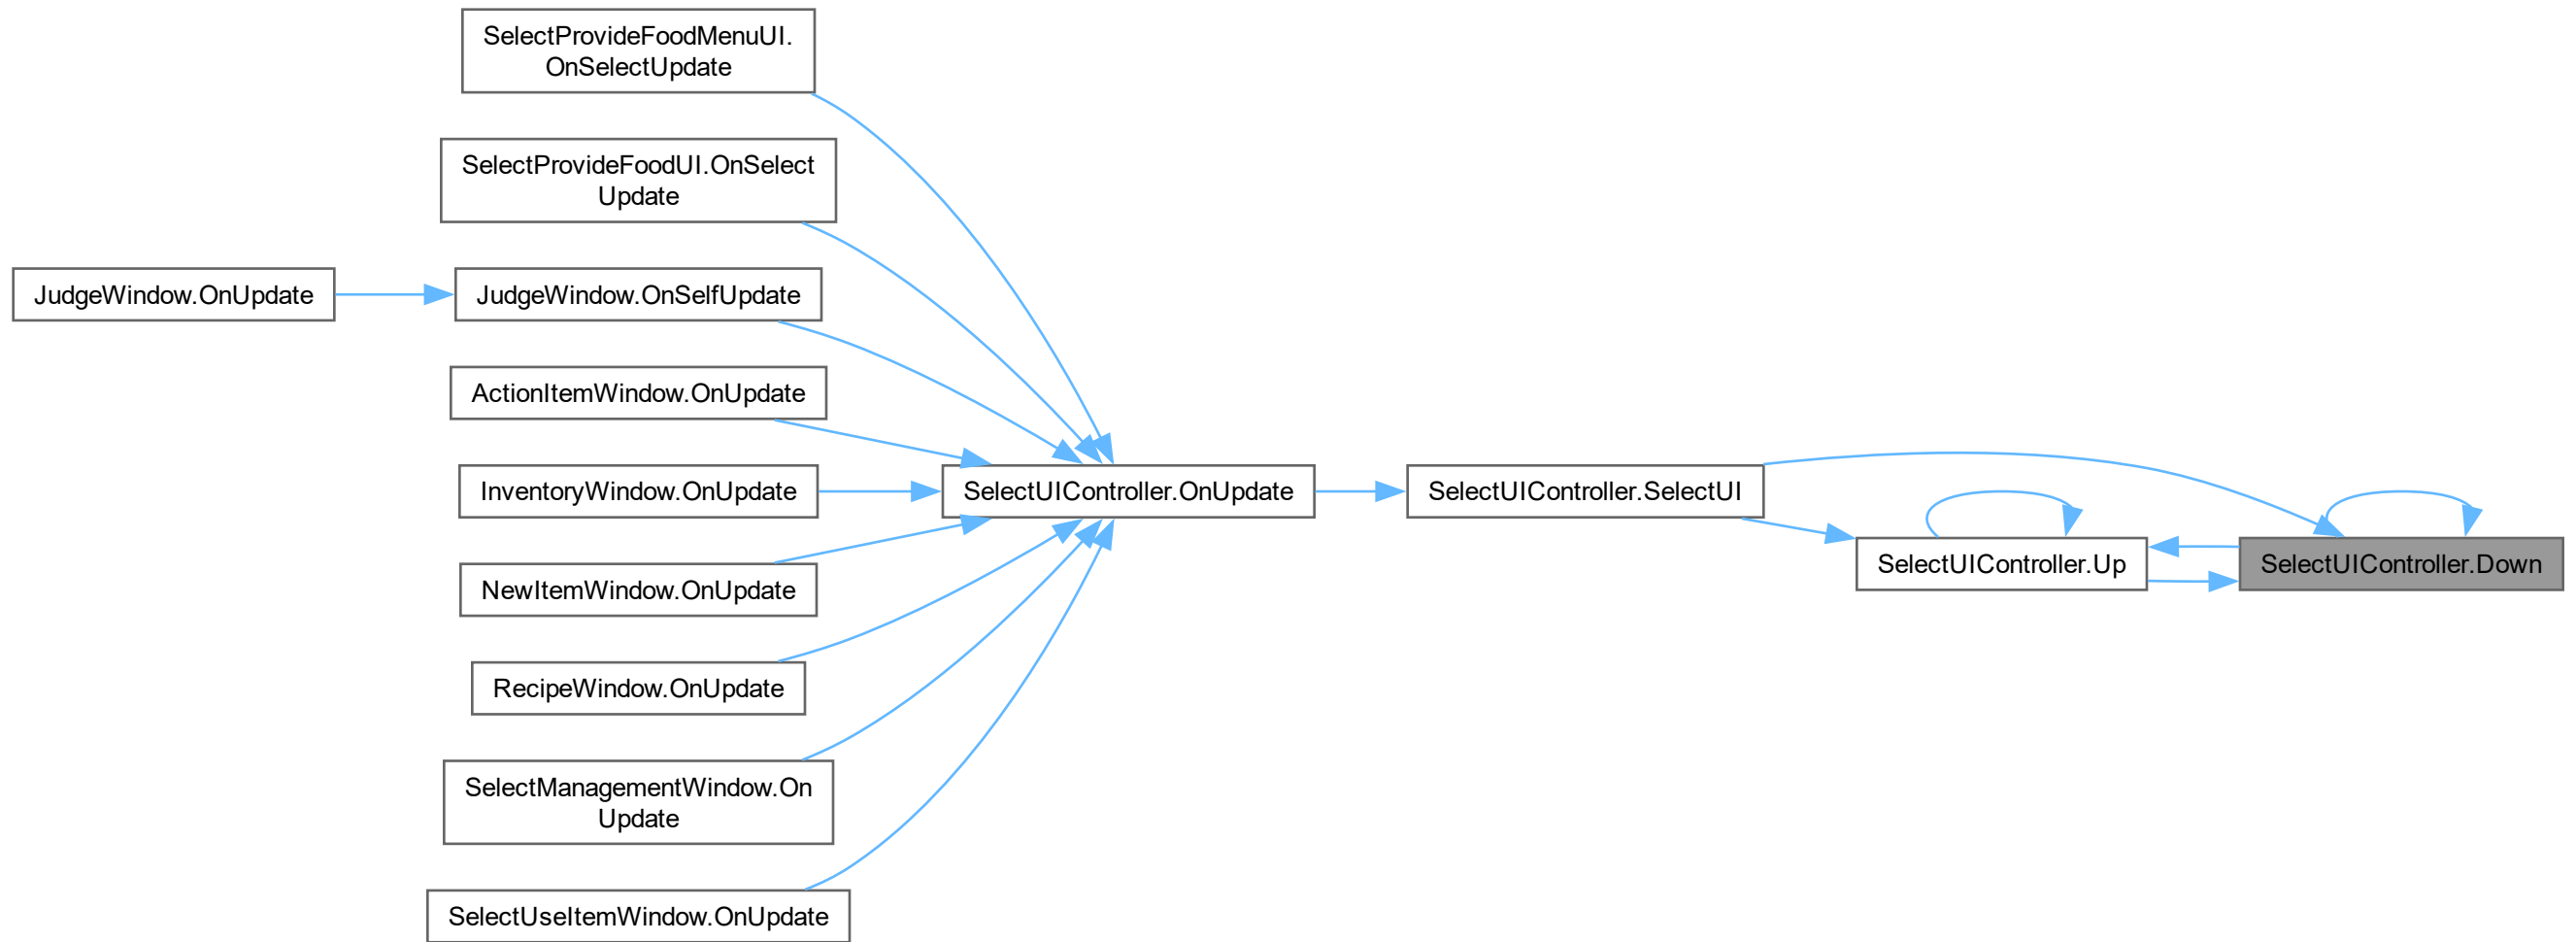 SelectProvideFoodMenuUI.
OnSelectUpdate
SelectProvideFoodUI.OnSelect
Update
JudgeWindow.OnUpdate
JudgeWindow.OnSelfUpdate
ActionItemWindow.OnUpdate
InventoryWindow.OnUpdate
SelectUIController.OnUpdate
SelectUIController.SelectUI
SelectUIController.Up
SelectUIController.Down
NewItemWindow.OnUpdate
RecipeWindow.OnUpdate
SelectManagementWindow.On
Update
SelectUseItemWindow.OnUpdate